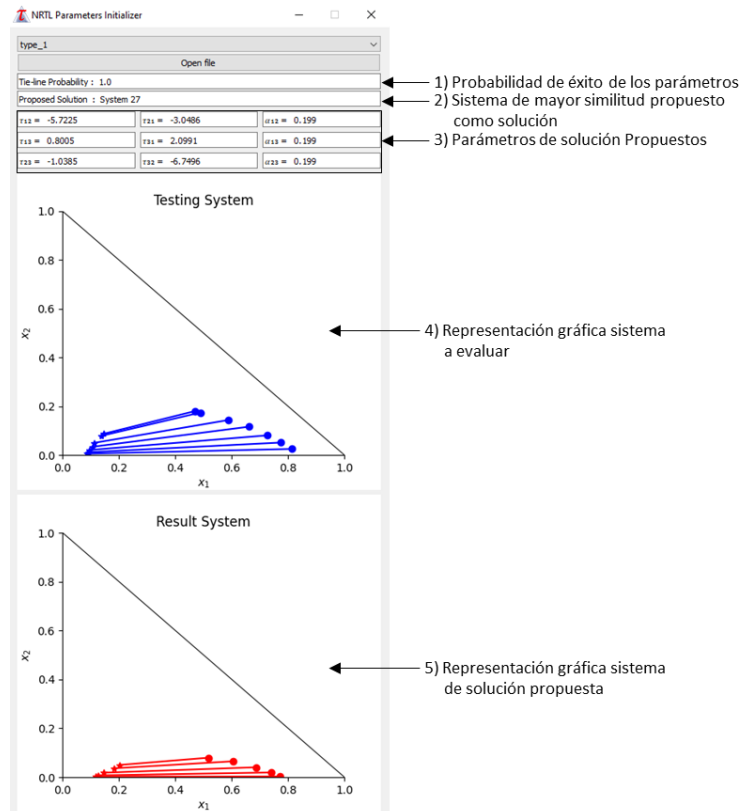 NRTL Parameters Initializer
type_1
Open file
Tie-line Probability : 1.0
Proposed Solution : System 27
τ12 = -5.7225 τ21 = -3.0486 α12 = 0.199
τ13 = 0.8005 τ31 = 2.0991 α13 = 0.199
τ23 = -1.0385 τ32 = -6.7496 α23 = 0.199
1) Probabilidad de éxito de los parámetros
2) Sistema de mayor similitud propuesto
como solución
3) Parámetros de solución Propuestos
Testing System
1.0
0.8
0.6
0.4
0.2
0.0
x2
0.0 0.2 0.4 0.6 0.8 1.0
x1
4) Representación gráfica sistema
a evaluar
Result System
1.0
0.8
0.6
0.4
0.2
0.0
x2
0.0 0.2 0.4 0.6 0.8 1.0
x1
5) Representación gráfica sistema
de solución propuesta